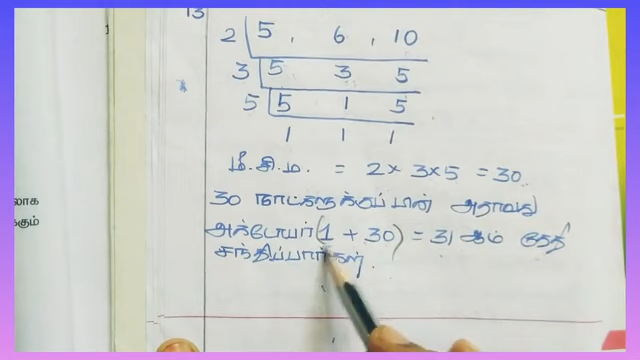 13
2 5 , 6 , 10
3 5 3 5
5 5 1 5
1 1 1
மீ.சி.ம. = 2 × 3 × 5 = 30
30 நாட்களுக்குப்பின் அதாவது
அக்டோபர் (1 + 30) = 31 ஆம் தேதி
சந்திப்பார்கள்.
லாக
க்கும்